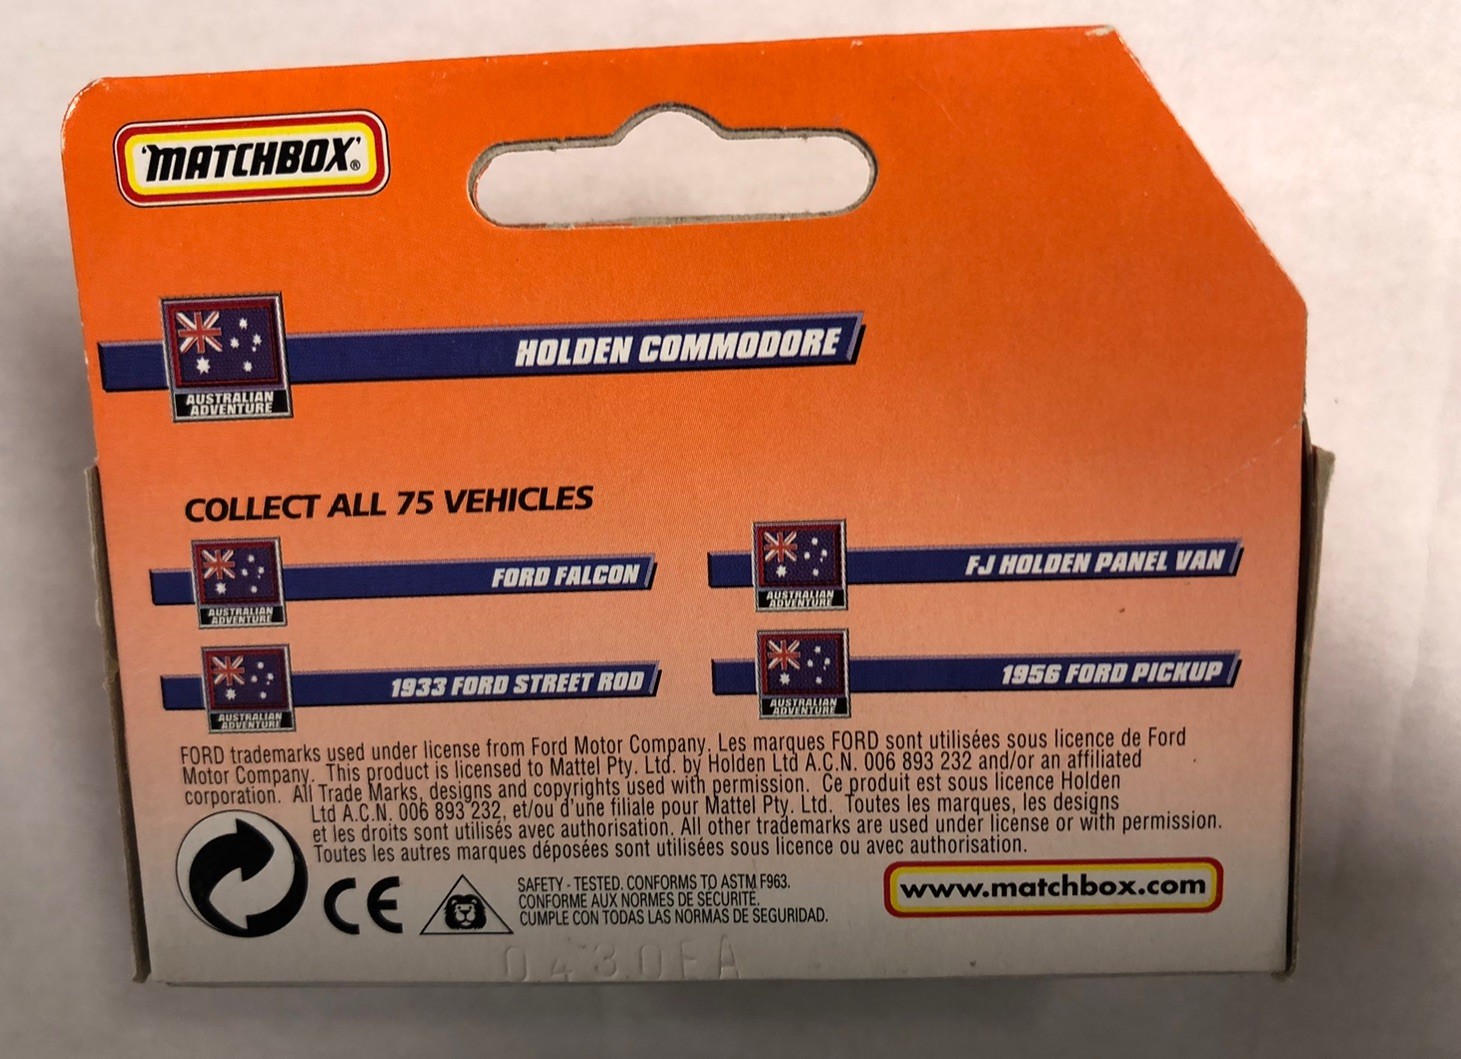 'MATCHBOX'®
HOLDEN COMMODORE
AUSTRALIAN
ADVENTURE
COLLECT ALL 75 VEHICLES
FORD FALCON
AUSTRALIAN
ADVENTURE
FJ HOLDEN PANEL VAN
AUSTRALIAN
ADVENTURE
1933 FORD STREET ROD
AUSTRALIAN
ADVENTURE
1956 FORD PICKUP
AUSTRALIAN
ADVENTURE
FORD trademarks used under license from Ford Motor Company. Les marques FORD sont utilisées sous licence de Ford
Motor Company. This product is licensed to Mattel Pty. Ltd. by Holden Ltd A.C.N. 006 893 232 and/or an affiliated
corporation. All Trade Marks, designs and copyrights used with permission. Ce produit est sous licence Holden
Ltd A.C.N. 006 893 232, et/ou d'une filiale pour Mattel Pty. Ltd. Toutes les marques, les designs
et les droits sont utilisés avec authorisation. All other trademarks are used under license or with permission.
Toutes les autres marques déposées sont utilisées sous licence ou avec authorisation.
CE
SAFETY - TESTED. CONFORMS TO ASTM F963.
CONFORME AUX NORMES DE SÉCURITÉ.
CUMPLE CON TODAS LAS NORMAS DE SEGURIDAD.
www.matchbox.com
0430EA